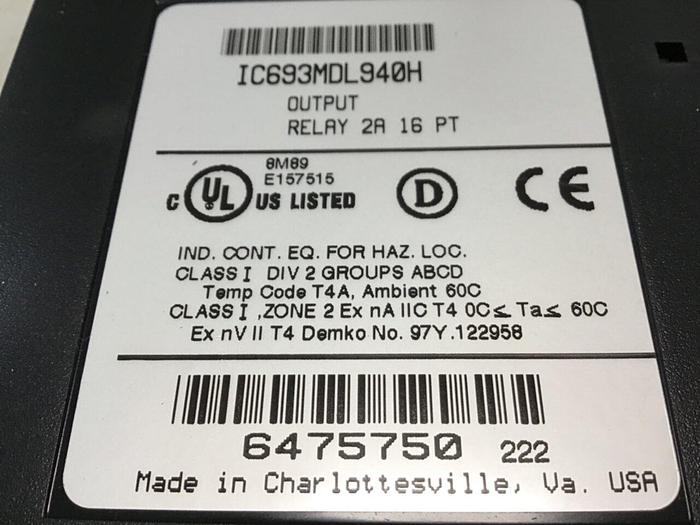 IC693MDL940H
OUTPUT
RELAY 2A 16 PT
8M89
E157515
C UL US LISTED
D
CE
IND. CONT. EQ. FOR HAZ. LOC.
CLASS I DIV 2 GROUPS ABCD
Temp Code T4A, Ambient 60C
CLASS I ,ZONE 2 Ex nA IIC T4 0C≤ Ta≤ 60C
Ex nV II T4 Demko No. 97Y.122958
6475750 222
Made in Charlottesville, Va. USA